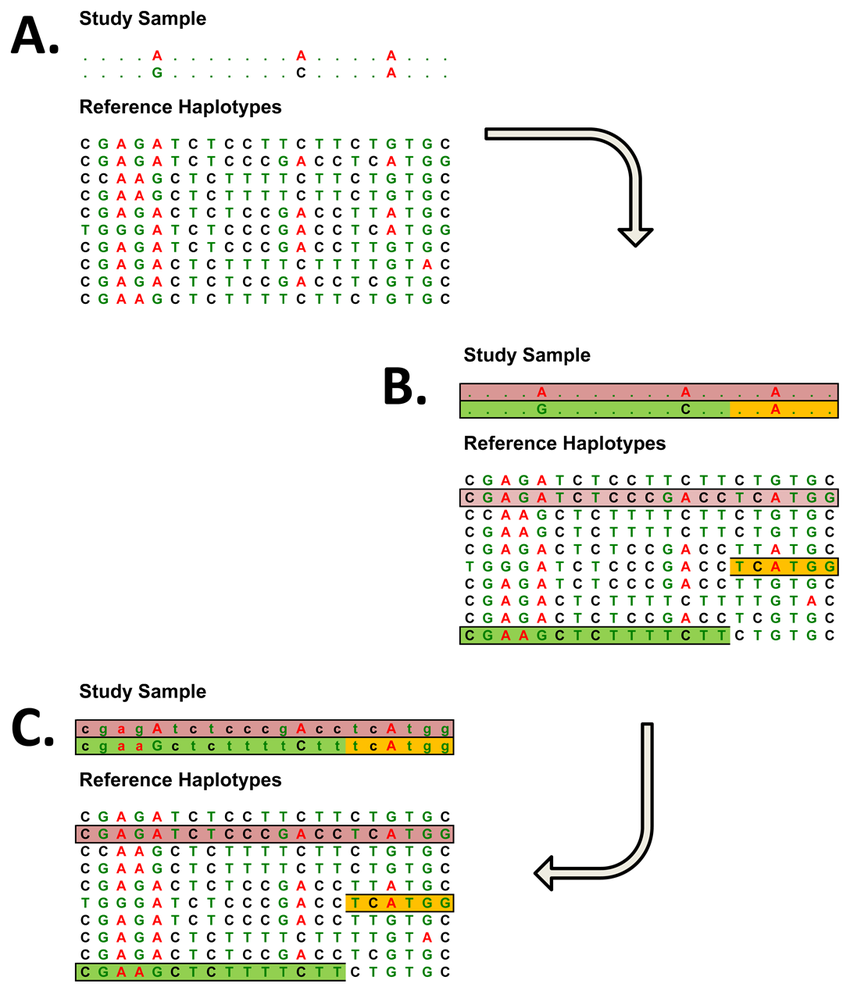 A.
Study Sample
. . . . A . . . . . . . A . . . . A . . .
. . . . G . . . . . . . C . . . . A . . .
Reference Haplotypes
C G A G A T C T C C T T C T T C T G T G C
C G A G A T C T C C C G A C C T C A T G G
C C A A G C T C T T T T C T T C T G T G C
C G A A G C T C T T T T C T T C T G T G C
C G A G A C T C T C C G A C C T T A T G C
T G G G A T C T C C C G A C C T C A T G G
C G A G A T C T C C C G A C C T T G T G C
C G A G A C T C T T T T C T T T T G T A C
C G A G A C T C T C C G A C C T C G T G C
C G A A G C T C T T T T C T T C T G T G C
B.
Study Sample
. . . . A . . . . . . . A . . . . A . . .
. . . . G . . . . . . . C . . . . A . . .
Reference Haplotypes
C G A G A T C T C C T T C T T C T G T G C
C G A G A T C T C C C G A C C T C A T G G
C C A A G C T C T T T T C T T C T G T G C
C G A A G C T C T T T T C T T C T G T G C
C G A G A C T C T C C G A C C T T A T G C
T G G G A T C T C C C G A C C T C A T G G
C G A G A T C T C C C G A C C T T G T G C
C G A G A C T C T T T T C T T T T G T A C
C G A G A C T C T C C G A C C T C G T G C
C G A A G C T C T T T T C T T C T G T G C
C.
Study Sample
c g a g A t c t c c c g A c c t c A t g g
c g a a G c t c t t t t C t t t c A t g g
Reference Haplotypes
C G A G A T C T C C T T C T T C T G T G C
C G A G A T C T C C C G A C C T C A T G G
C C A A G C T C T T T T C T T C T G T G C
C G A A G C T C T T T T C T T C T G T G C
C G A G A C T C T C C G A C C T T A T G C
T G G G A T C T C C C G A C C T C A T G G
C G A G A T C T C C C G A C C T T G T G C
C G A G A C T C T T T T C T T T T G T A C
C G A G A C T C T C C G A C C T C G T G C
C G A A G C T C T T T T C T T C T G T G C